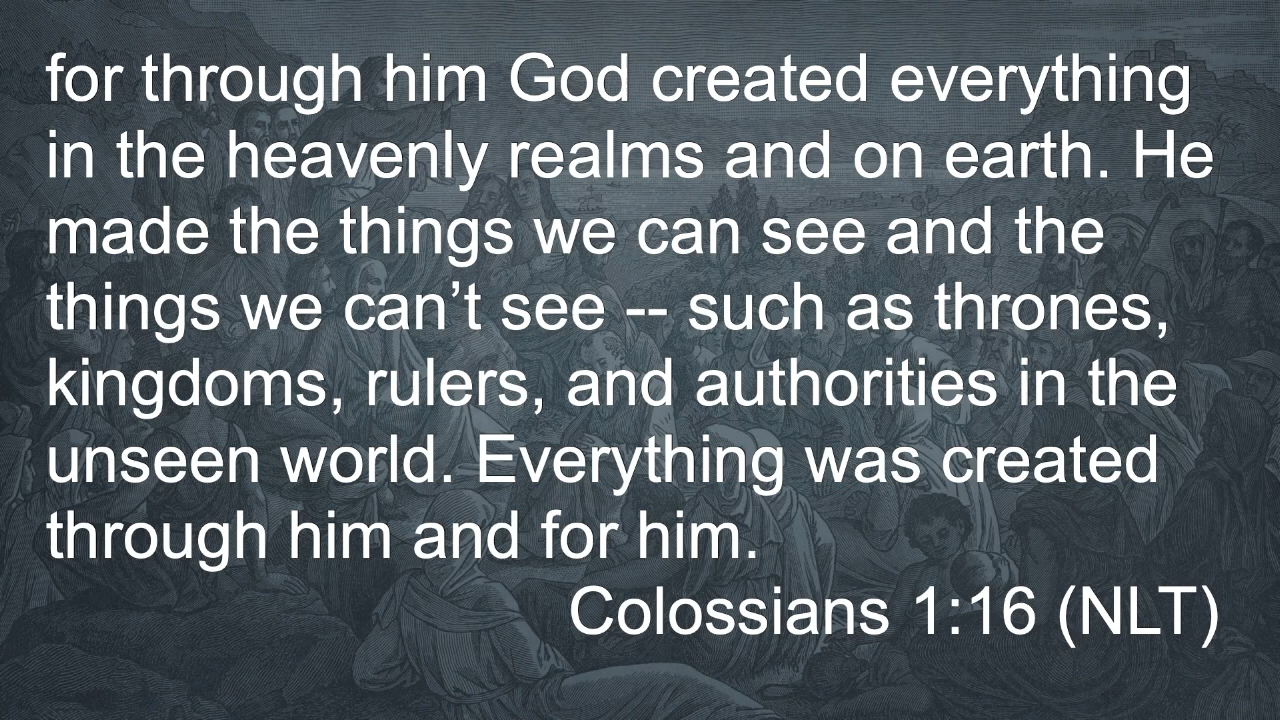 for through him God created everything
in the heavenly realms and on earth. He
made the things we can see and the
things we can’t see -- such as thrones,
kingdoms, rulers, and authorities in the
unseen world. Everything was created
through him and for him.
Colossians 1:16 (NLT)